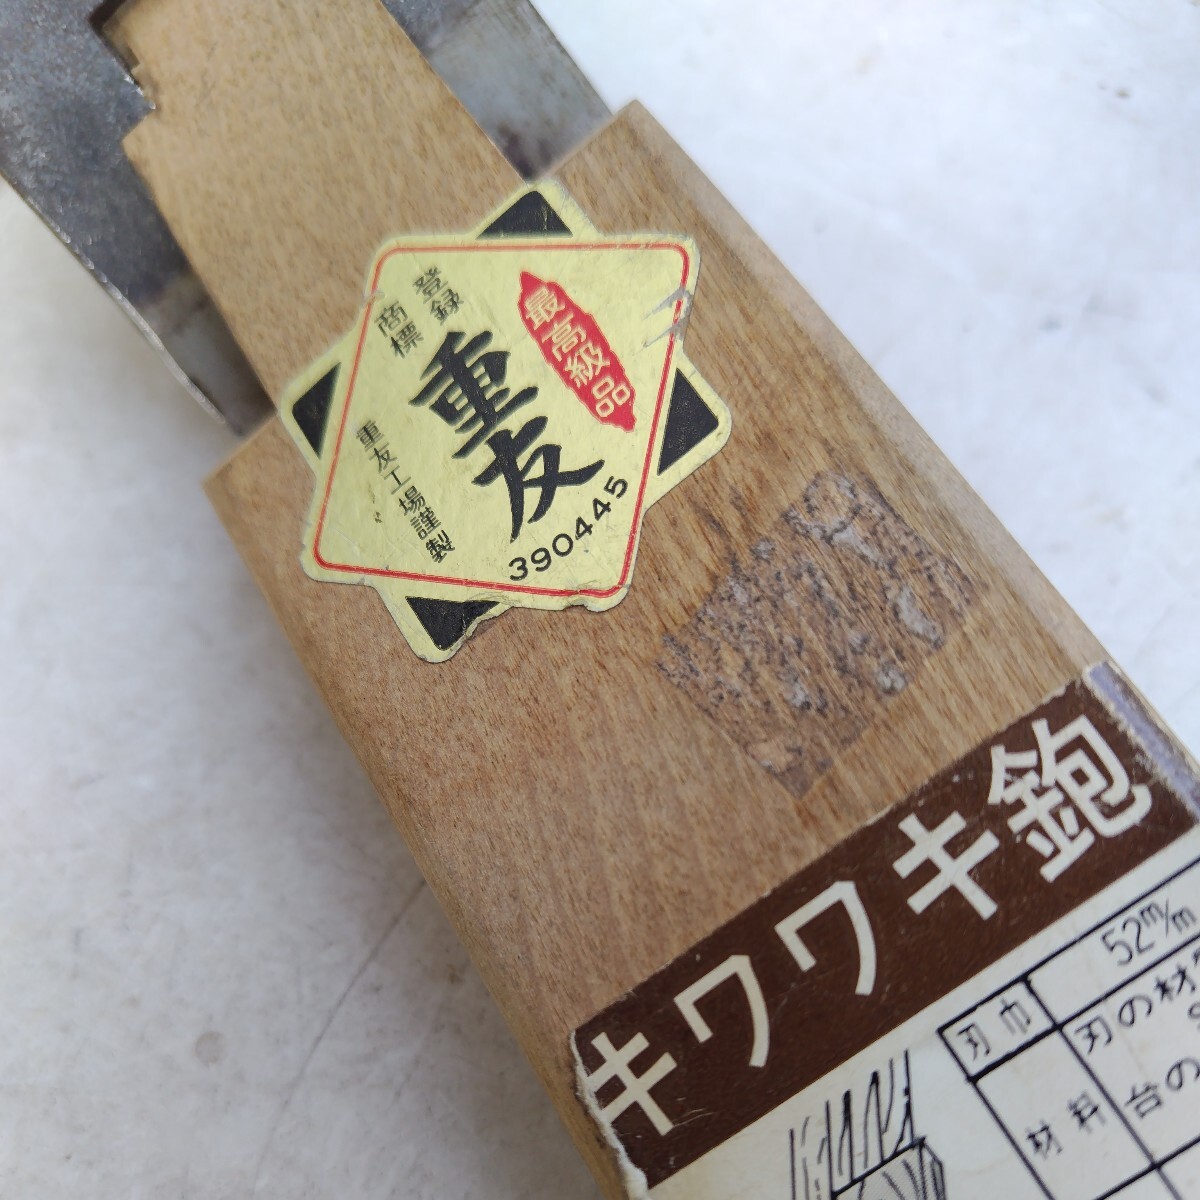 登録
商標
最高級品
重友
重友工場謹製
390445
キワワキ鉋
刃巾
52m/m
材料
刃の材
台の